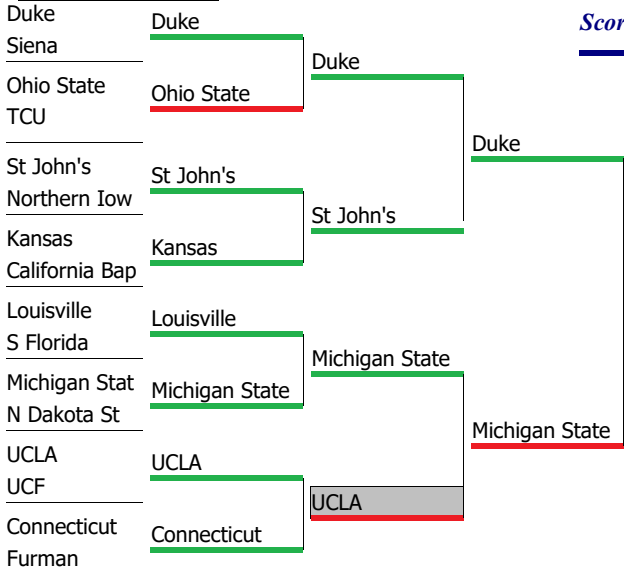 Duke
Siena
Ohio State
TCU
St John's
Northern Iow
Kansas
California Bap
Louisville
S Florida
Michigan Stat
N Dakota St
UCLA
UCF
Connecticut
Furman
Duke
Ohio State
St John's
Kansas
Louisville
Michigan State
UCLA
Connecticut
Duke
St John's
Michigan State
UCLA
Duke
Michigan State
Scor